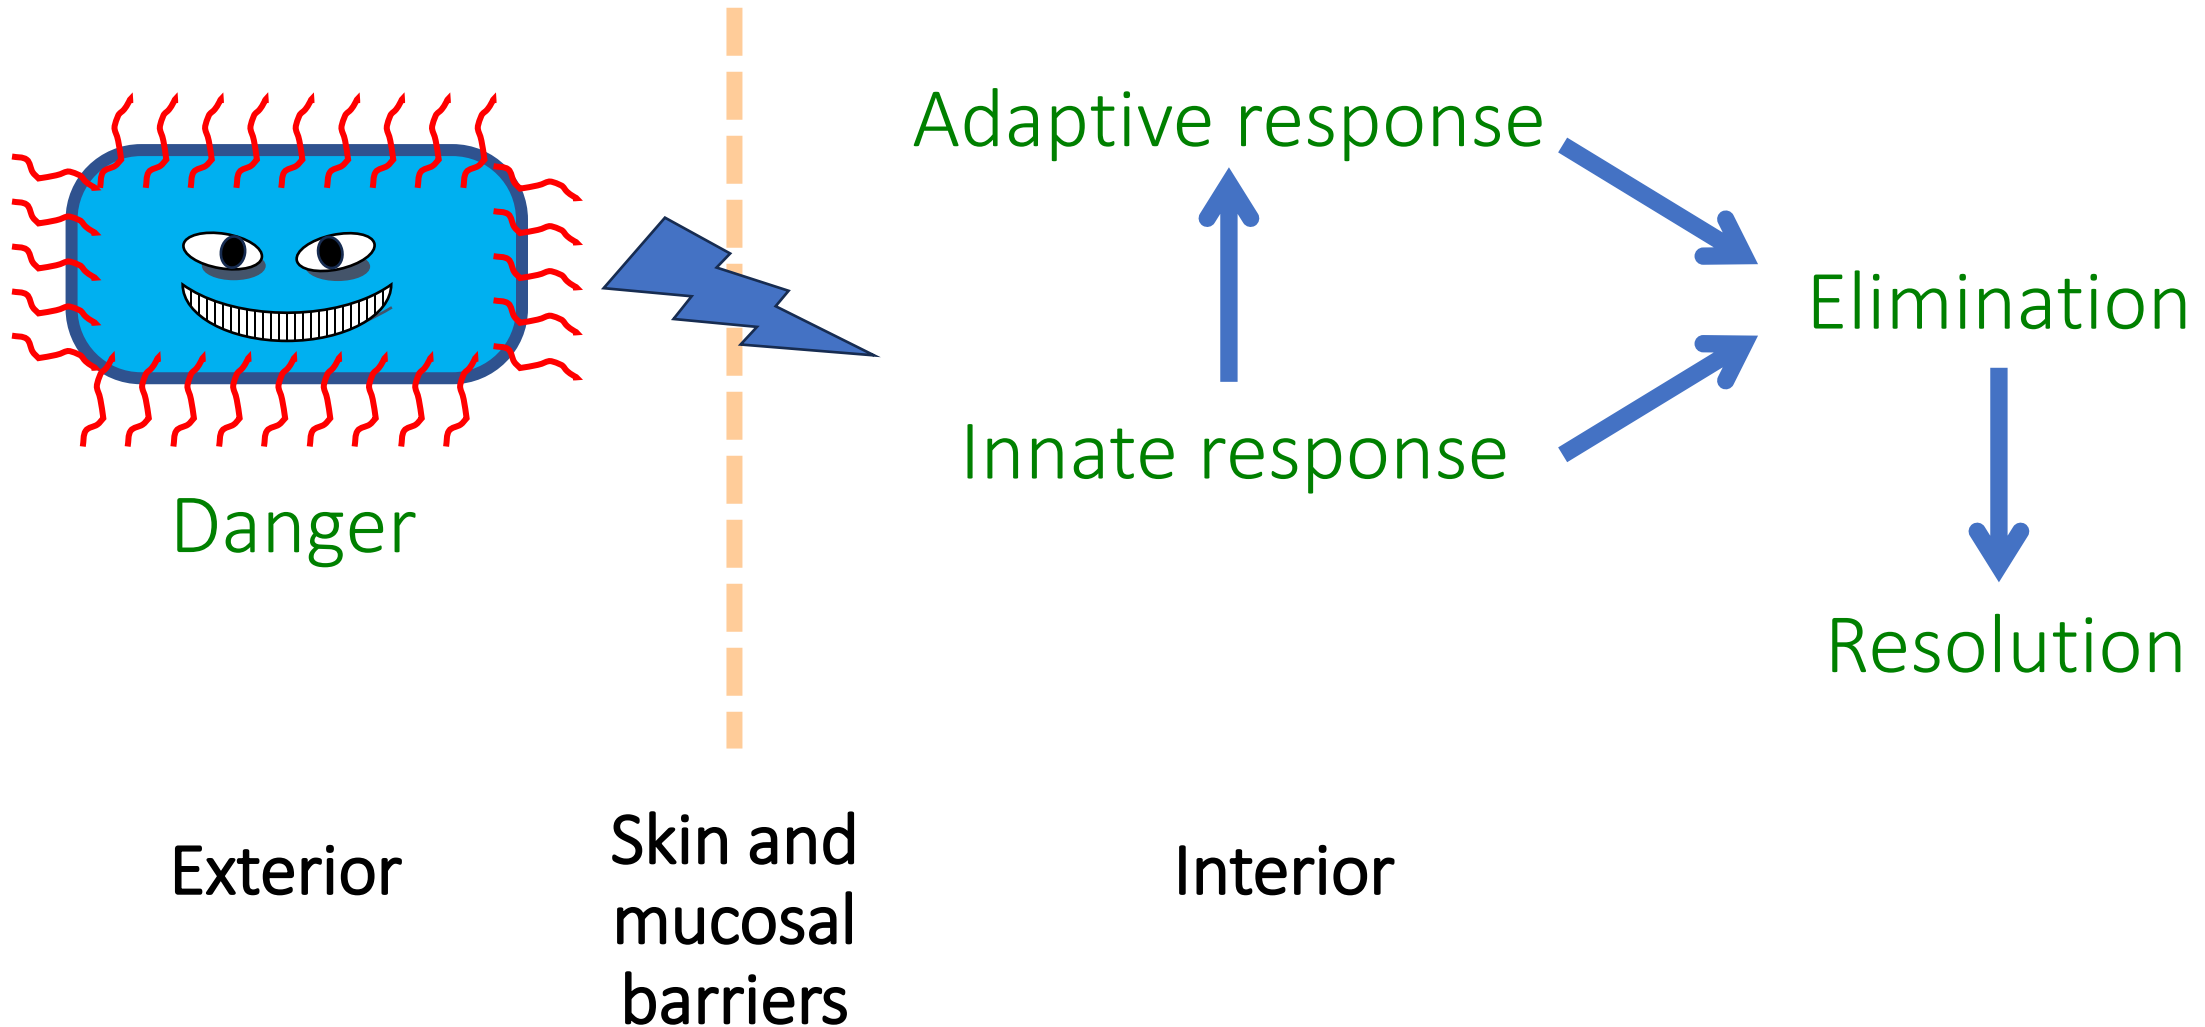 Adaptive response
Elimination
Innate response
Danger
Resolution
Exterior
Skin and
mucosal
barriers
Interior